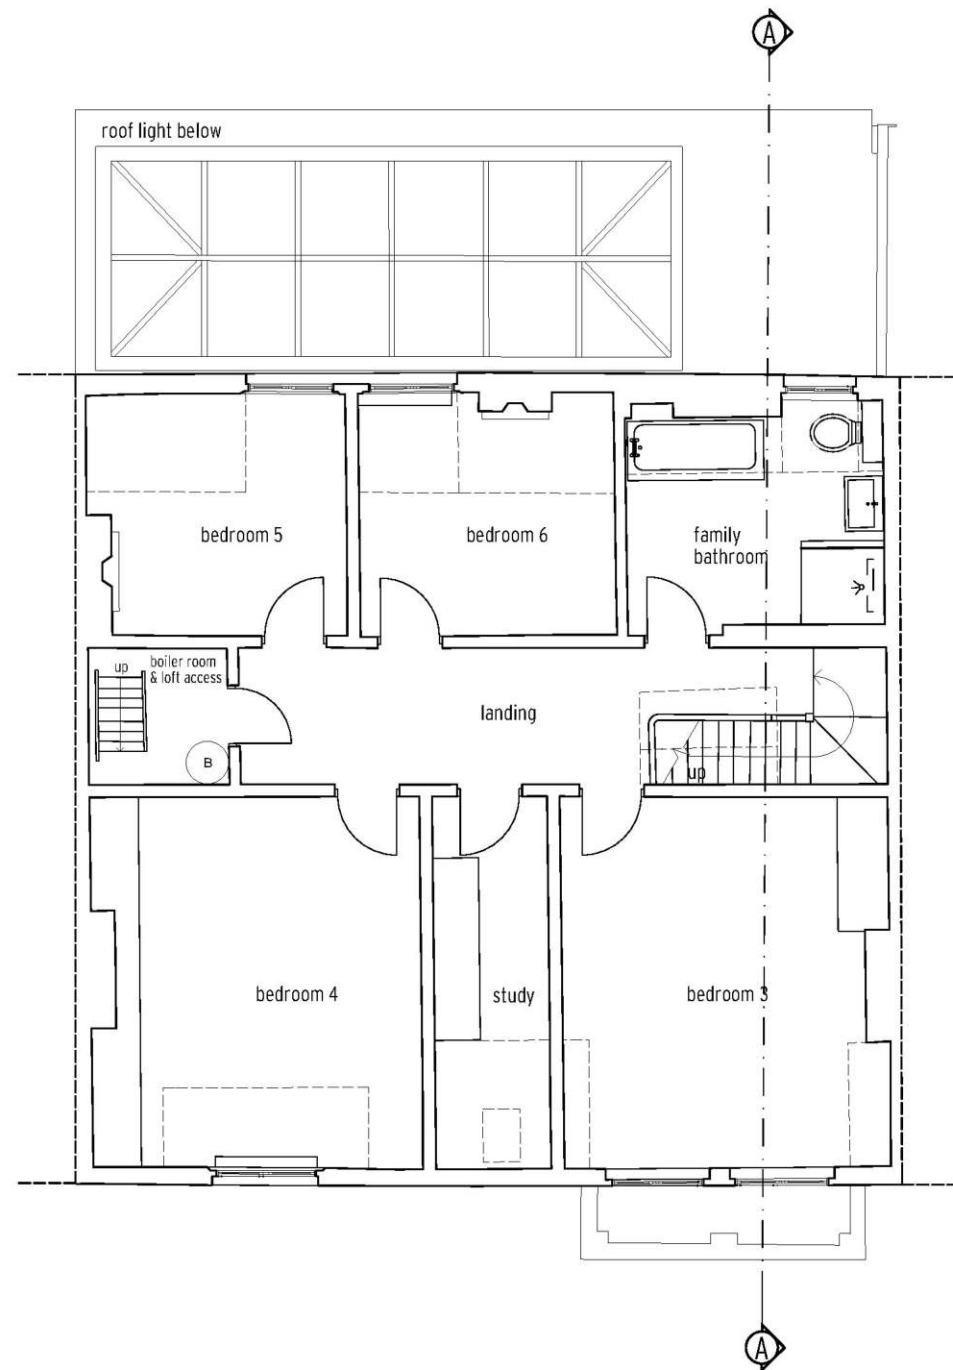 A
roof light below
bedroom 5
bedroom 6
family
bathroom
up
boiler room
& loft access
B
landing
up
bedroom 4
study
bedroom 3
A